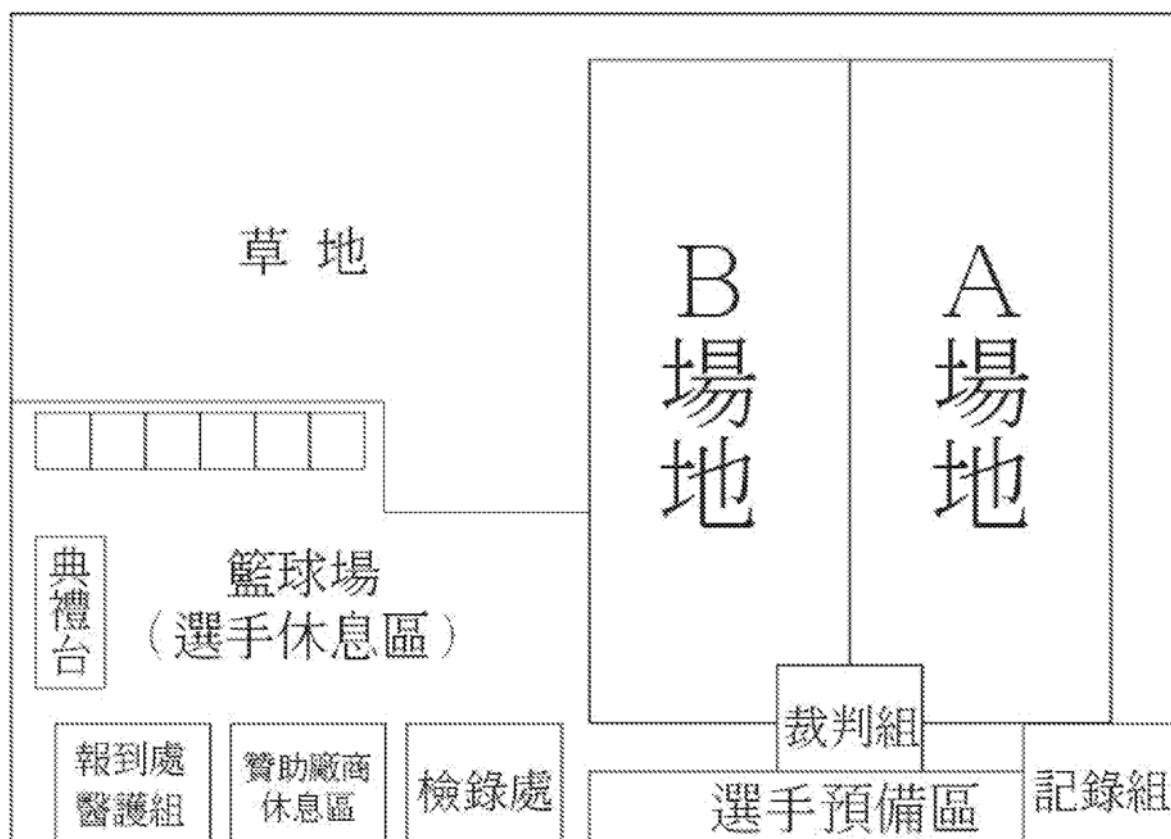 草地
B場地
A場地
典禮台
籃球場
（選手休息區）
裁判組
報到處
醫護組
贊助廠商
休息區
檢錄處
選手預備區
記錄組